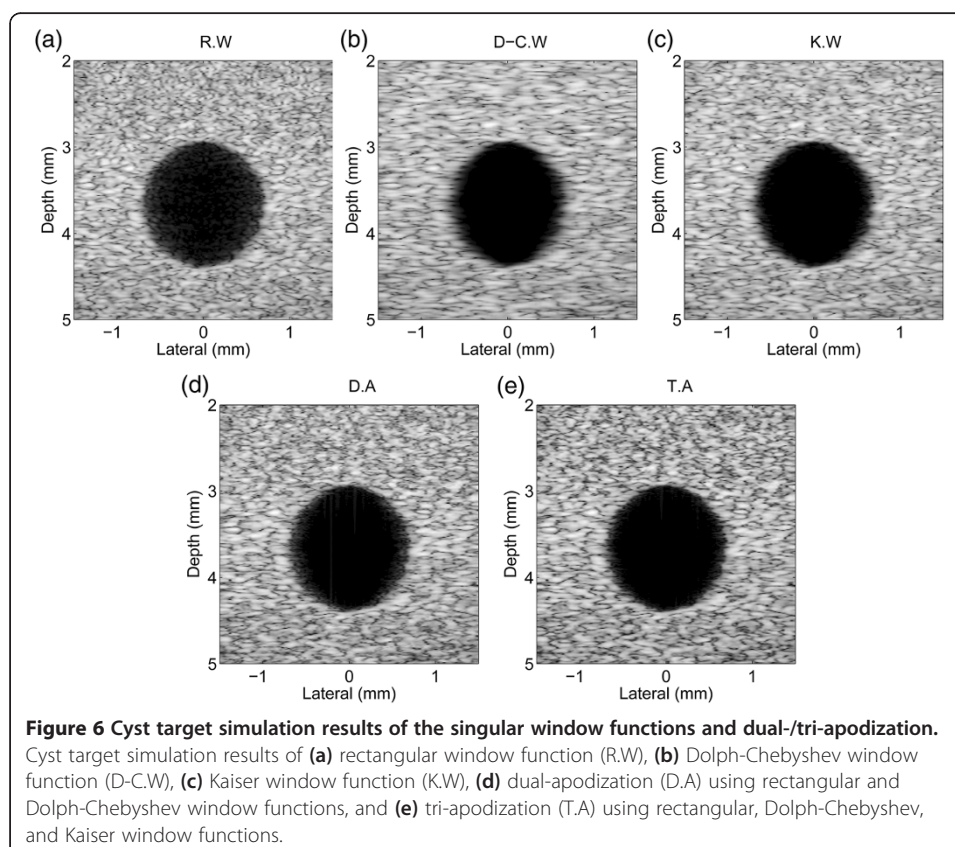 (a) R.W
2
3
4
5
Depth (mm)
−1 0 1
Lateral (mm)
(b) D−C.W
2
3
4
5
Depth (mm)
−1 0 1
Lateral (mm)
(c) K.W
2
3
4
5
Depth (mm)
−1 0 1
Lateral (mm)
(d) D.A
2
3
4
5
Depth (mm)
−1 0 1
Lateral (mm)
(e) T.A
2
3
4
5
Depth (mm)
−1 0 1
Lateral (mm)
Figure 6 Cyst target simulation results of the singular window functions and dual-/tri-apodization.
Cyst target simulation results of (a) rectangular window function (R.W), (b) Dolph-Chebyshev window
function (D-C.W), (c) Kaiser window function (K.W), (d) dual-apodization (D.A) using rectangular and
Dolph-Chebyshev window functions, and (e) tri-apodization (T.A) using rectangular, Dolph-Chebyshev,
and Kaiser window functions.